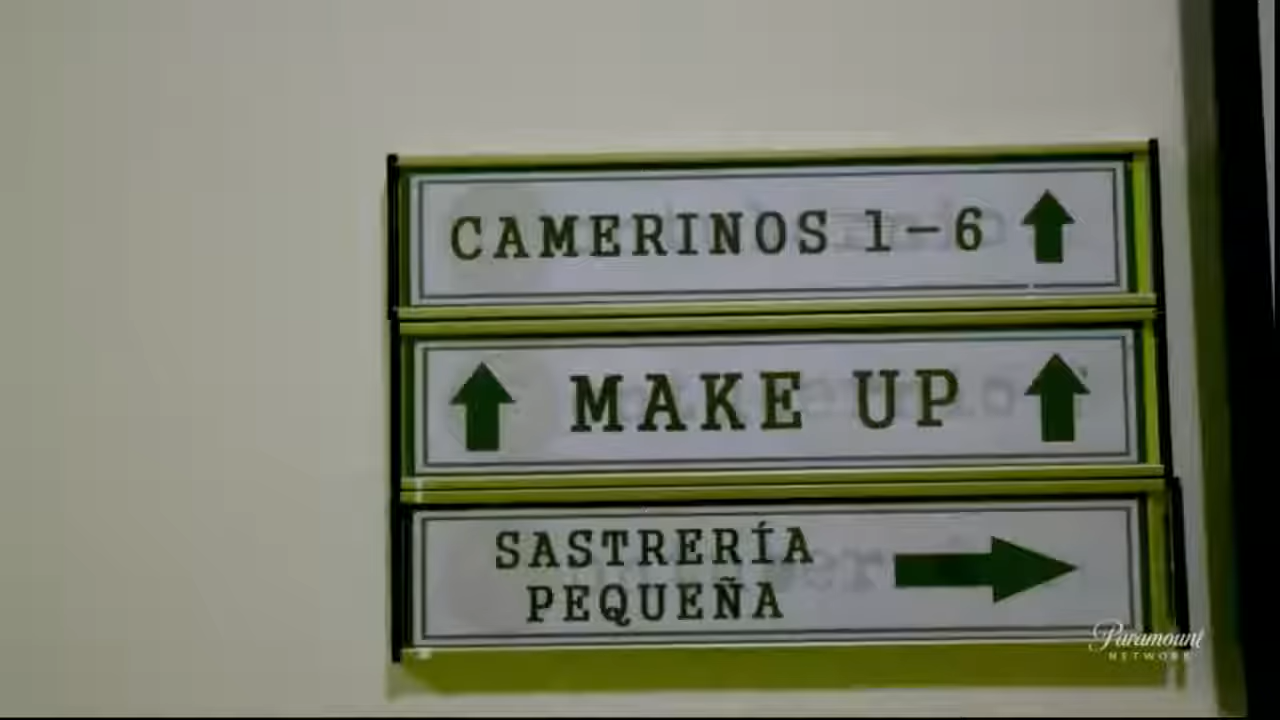 CAMERINOS 1-6
MAKE UP
SASTRERÍA
PEQUEÑA
Paramount
NETWORK